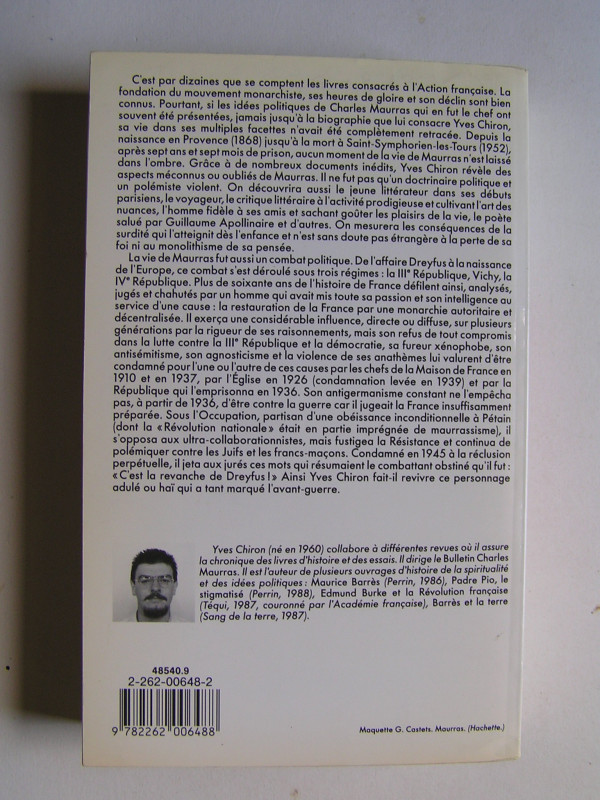 C'est par dizaines que se comptent les livres consacrés à l'Action française. La
fondation du mouvement monarchiste, ses heures de gloire et son déclin sont bien
connus. Pourtant, si les idées politiques de Charles Maurras qui en fut le chef ont
souvent été présentées, jamais jusqu'à la biographie que lui consacre Yves Chiron,
sa vie dans ses multiples facettes n'avait été complètement retracée. Depuis la
naissance en Provence (1868) jusqu'à la mort à Saint-Symphorien-les-Tours (1952),
après sept ans et sept mois de prison, aucun moment de la vie de Maurras n'est laissé
dans l'ombre. Grâce à de nombreux documents inédits, Yves Chiron révèle des
aspects méconnus ou oubliés de Maurras. Il ne fut pas qu'un doctrinaire politique et
un polémiste violent. On découvrira aussi le jeune littérateur dans ses débuts
parisiens, le voyageur, le critique littéraire à l'activité prodigieuse et cultivant l'art des
nuances, l'homme fidèle à ses amis et sachant goûter les plaisirs de la vie, le poète
salué par Guillaume Apollinaire et d'autres. On mesurera les conséquences de la
surdité qui l'atteignit dès l'enfance et n'est sans doute pas étrangère à la perte de sa
foi ni au monolithisme de sa pensée.
La vie de Maurras fut aussi un combat politique. De l'affaire Dreyfus à la naissance
de l'Europe, ce combat s'est déroulé sous trois régimes : la IIIe République, Vichy, la
IVe République. Plus de soixante ans de l'histoire de France défilent ainsi, analysés,
jugés et chahutés par un homme qui avait mis toute sa passion et son intelligence au
service d'une cause : la restauration de la France par une monarchie autoritaire et
décentralisée. Il exerça une considérable influence, directe ou diffuse, sur plusieurs
générations par la rigueur de ses raisonnements, mais son refus de tout compromis
dans la lutte contre la IIIe République et la démocratie, sa fureur xénophobe, son
antisémitisme, son agnosticisme et la violence de ses anathèmes lui valurent d'être
condamné pour l'une ou l'autre de ces causes par les chefs de la Maison de France en
1910 et en 1937, par l'Église en 1926 (condamnation levée en 1939) et par la
République qui l'emprisonna en 1936. Son antigermanisme constant ne l'empêcha
pas, à partir de 1936, d'être contre la guerre car il jugeait la France insuffisamment
préparée. Sous l'Occupation, partisan d'une obéissance inconditionnelle à Pétain
(dont la « Révolution nationale » était en partie imprégnée de maurrassisme), il
s'opposa aux ultra-collaborationnistes, mais fustigea la Résistance et continua de
polémiquer contre les Juifs et les francs-maçons. Condamné en 1945 à la réclusion
perpétuelle, il jeta aux jurés ces mots qui résumaient le combattant obstiné qu'il fut :
« C'est la revanche de Dreyfus ! » Ainsi Yves Chiron fait-il revivre ce personnage
adulé ou haï qui a tant marqué l'avant-guerre.
Yves Chiron (né en 1960) collabore à différentes revues où il assure
la chronique des livres d'histoire et des essais. Il dirige le Bulletin Charles
Maurras. Il est l'auteur de plusieurs ouvrages d'histoire de la spiritualité
et des idées politiques : Maurice Barrès (Perrin, 1986), Padre Pio, le
stigmatisé (Perrin, 1988), Edmund Burke et la Révolution française
(Téqui, 1987, couronné par l'Académie française), Barrès et la terre
(Sang de la terre, 1987).
48540.9
2-262-00648-2
9 782262 006488
Maquette G. Castets. Maurras. (Hachette.)